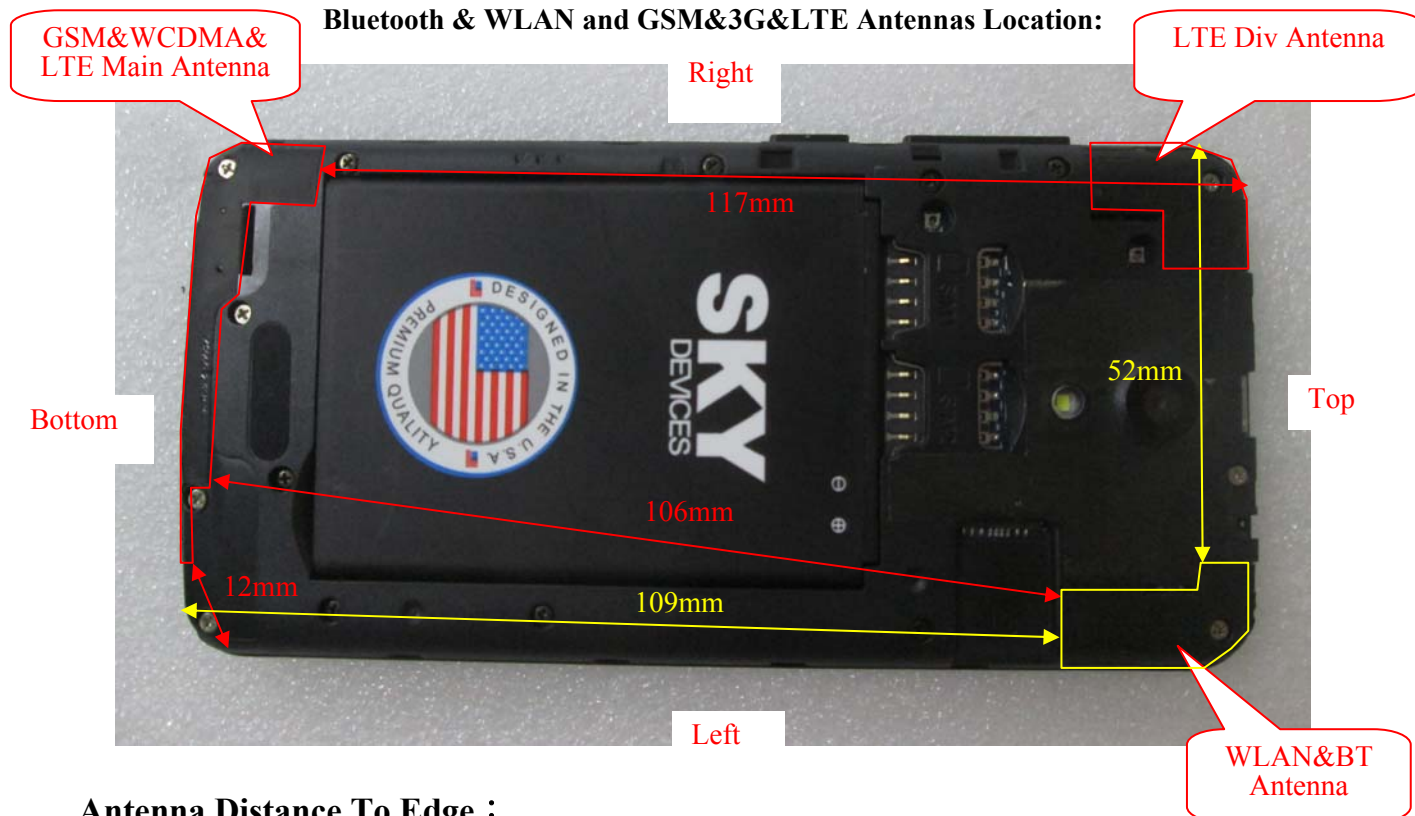 Bluetooth & WLAN and GSM&3G&LTE Antennas Location:
GSM&WCDMA&
LTE Main Antenna
LTE Div Antenna
Right
117mm
DESIGNED IN THE U.S.A.
PREMIUM QUALITY
SKY
DEVICES
52mm
Bottom
Top
106mm
12mm
109mm
Left
WLAN&BT
Antenna
Antenna Distance To Edge：